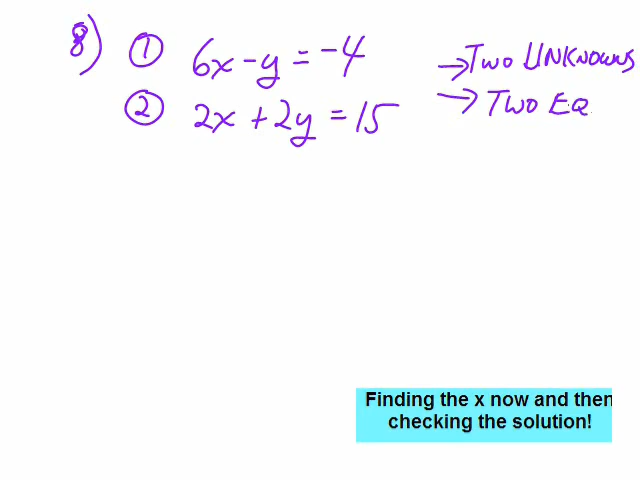 8) ① 6x - y = -4 → TWO UNKNOWNS
② 2x + 2y = 15 → TWO EQ
Finding the x now and then
checking the solution!